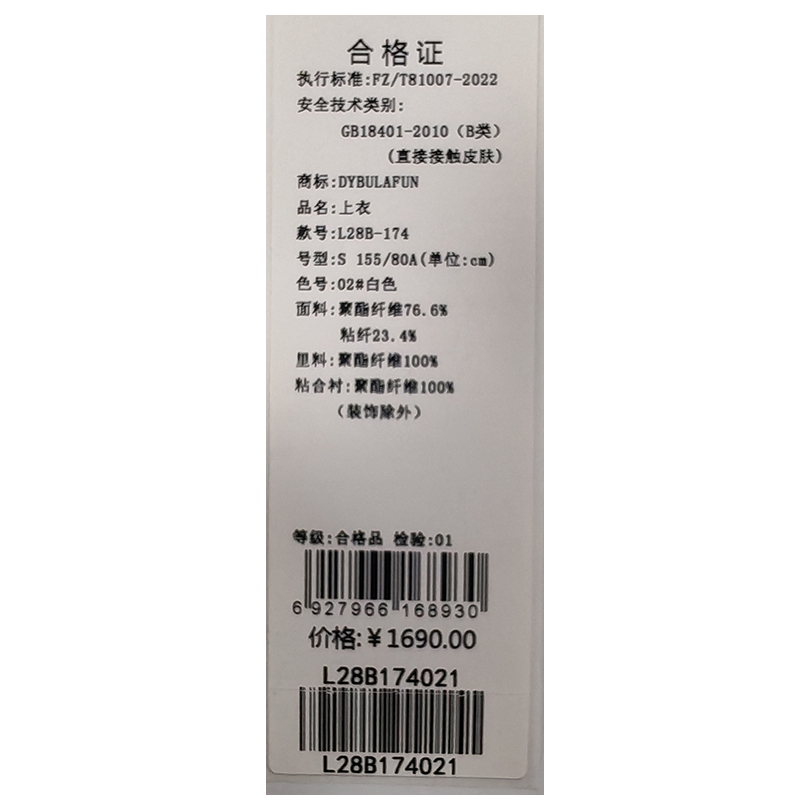 合格证
执行标准:FZ/T81007-2022
安全技术类别:
GB18401-2010（B类）
(直接接触皮肤)
商标:DYBULAFUN
品名:上衣
款号:L28B-174
号型:S 155/80A(单位:cm)
色号:02#白色
面料:聚酯纤维76.6%
粘纤23.4%
里料:聚酯纤维100%
粘合衬:聚酯纤维100%
（装饰除外）
等级:合格品 检验:01
6 927966 168930
价格:¥1690.00
L28B174021
L28B174021